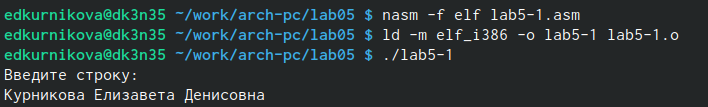 edkurnikova@dk3n35 ~/work/arch-pc/lab05 $ nasm -f elf lab5-1.asm
edkurnikova@dk3n35 ~/work/arch-pc/lab05 $ ld -m elf_i386 -o lab5-1 lab5-1.o
edkurnikova@dk3n35 ~/work/arch-pc/lab05 $ ./lab5-1
Введите строку:
Курникова Елизавета Денисовна